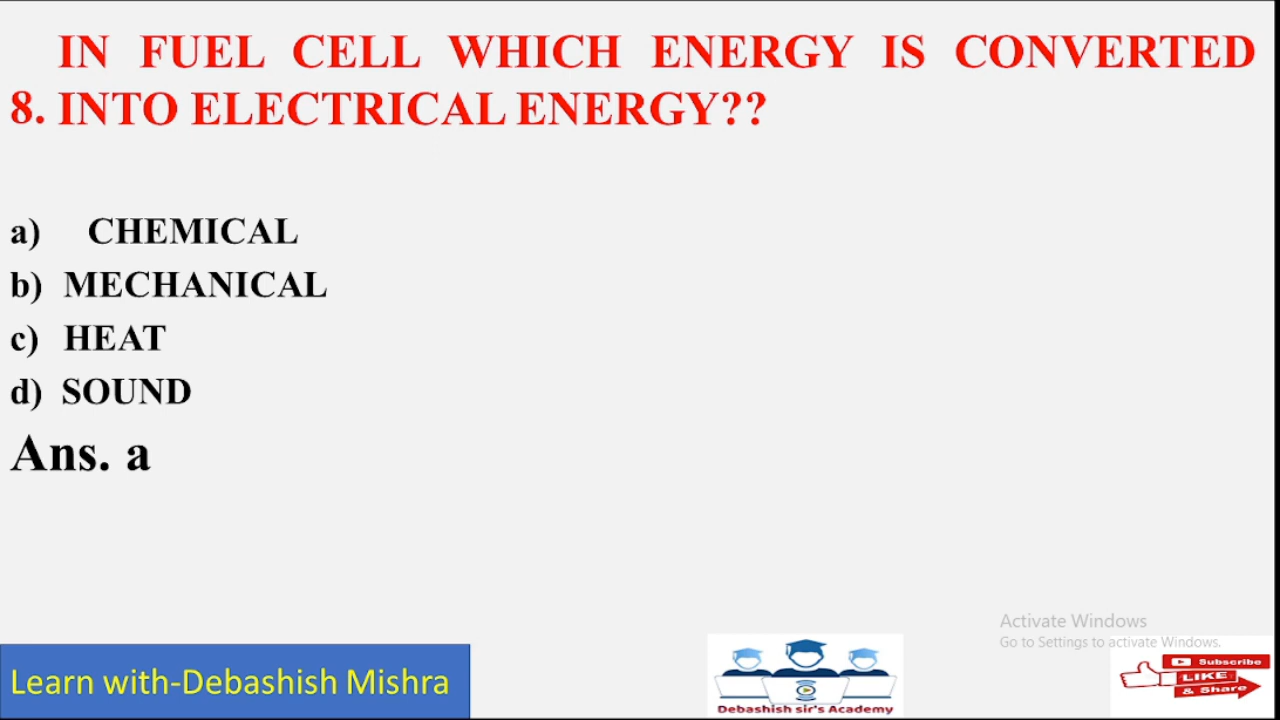 IN FUEL CELL WHICH ENERGY IS CONVERTED
8. INTO ELECTRICAL ENERGY??
a) CHEMICAL
b) MECHANICAL
c) HEAT
d) SOUND
Ans. a
Activate Windows
Go to Settings to activate Windows.
Learn with-Debashish Mishra
Debashish sir's Academy
Subscribe
LIKE
& Share